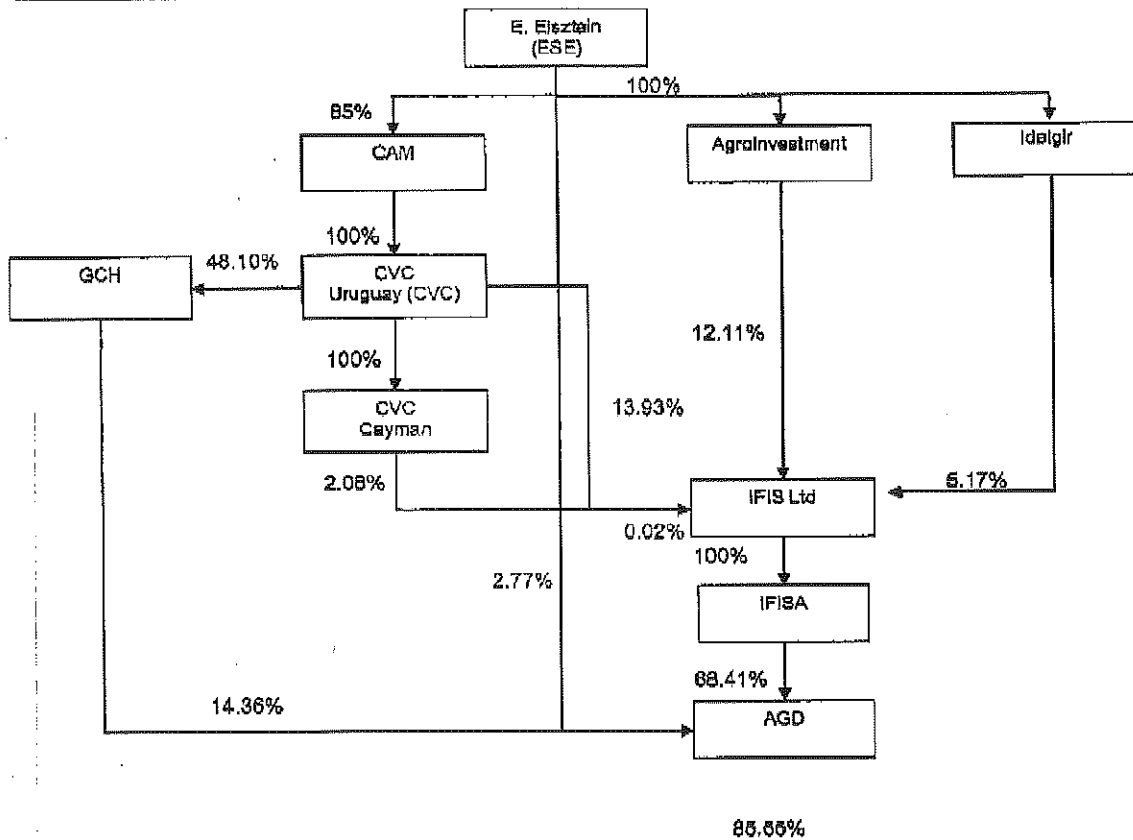 E. Elsztain
(ESE)
100%
85%
CAM
AgroInvestment
Idelgir
100%
48.10%
GCH
CVC
Uruguay (CVC)
12.11%
100%
CVC
Cayman
13.93%
2.08%
5.17%
IFIS Ltd
0.02%
100%
2.77%
IFISA
68.41%
14.36%
AGD
85.55%